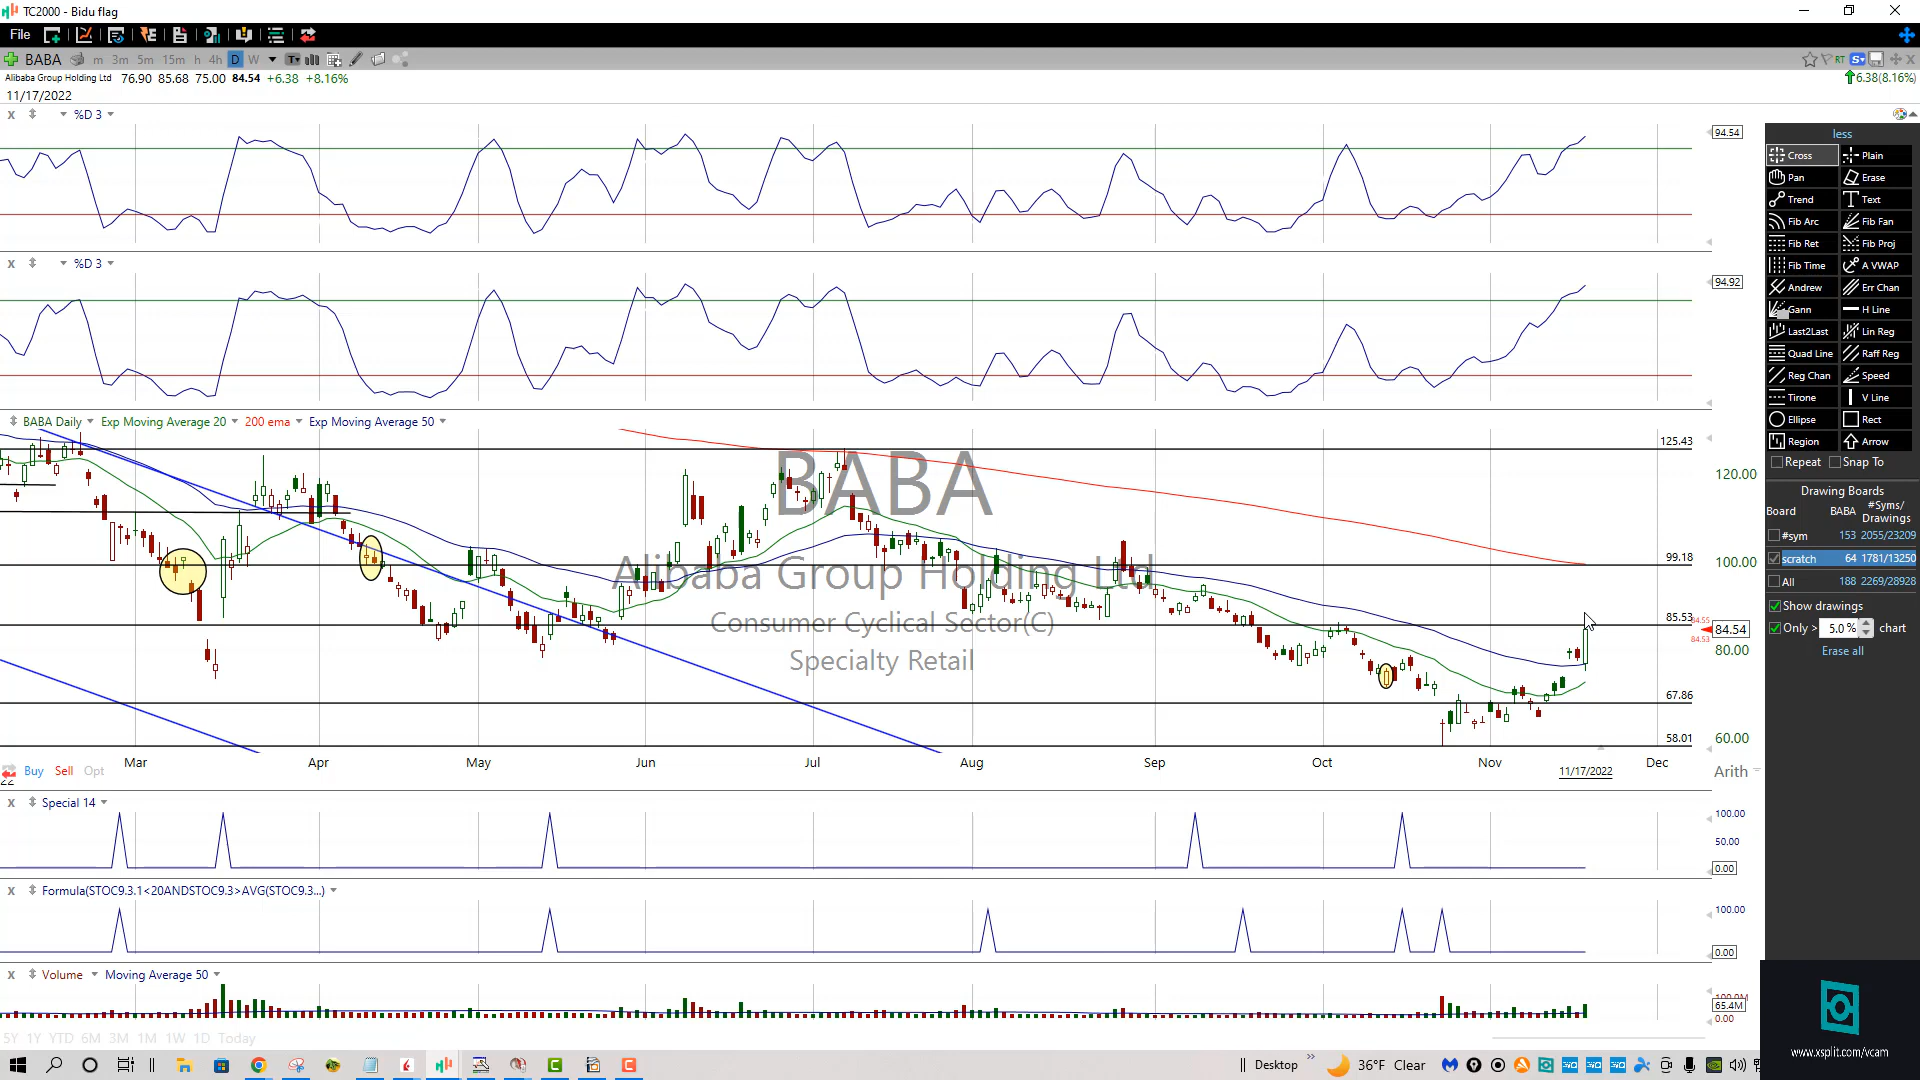 TC2000 - Bidu flag
File
BABA m 3m 5m 15m h 4h D W
Alibaba Group Holding Ltd 76.90 85.68 75.00 84.54 +6.38 +8.16%
RT
6.38(8.16%)
11/17/2022
x %D 3
94.54
x %D 3
94.92
BABA Daily Exp Moving Average 20 200 ema Exp Moving Average 50
BABA
Alibaba Group Holding Ltd
Consumer Cyclical Sector(C)
Specialty Retail
125.43
99.18
85.53
67.86
58.01
120.00
100.00
84.55
84.54
84.53
80.00
60.00
Mar Apr May Jun Jul Aug Sep Oct Nov Dec
11/17/2022
Arith
Buy Sell Opt
22
x Special 14
100.00
50.00
0.00
x Formula(STOC9.3.1<20ANDSTOC9.3>AVG(STOC9.3...)
100.00
0.00
x Volume Moving Average 50
100.0M
65.4M
0.00
5Y 1Y YTD 6M 3M 1M 1W 1D Today
less
Cross Plain
Pan Erase
Trend Text
Fib Arc Fib Fan
Fib Ret Fib Proj
Fib Time A VWAP
Andrew Err Chan
Gann H Line
Last2Last Lin Reg
Quad Line Raff Reg
Reg Chan Speed
Tirone V Line
Ellipse Rect
Region Arrow
Repeat Snap To
Drawing Boards
Board BABA #Syms/
Drawings
#sym 153 2055/23209
scratch 64 1781/13250
All 188 2269/28928
Show drawings
Only > 5.0 % chart
Erase all
www.xsplit.com/vcam
Desktop 36°F Clear